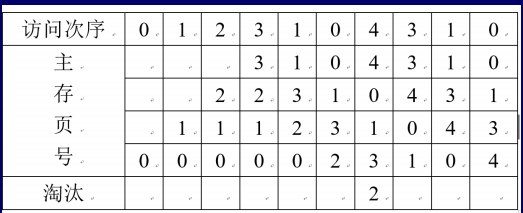 访问次序 0 1 2 3 1 0 4 3 1 0
主 3 1 0 4 3 1 0
存 2 2 3 1 0 4 3 1
页 1 1 1 2 3 1 0 4 3
号 0 0 0 0 0 2 3 1 0 4
淘汰 2